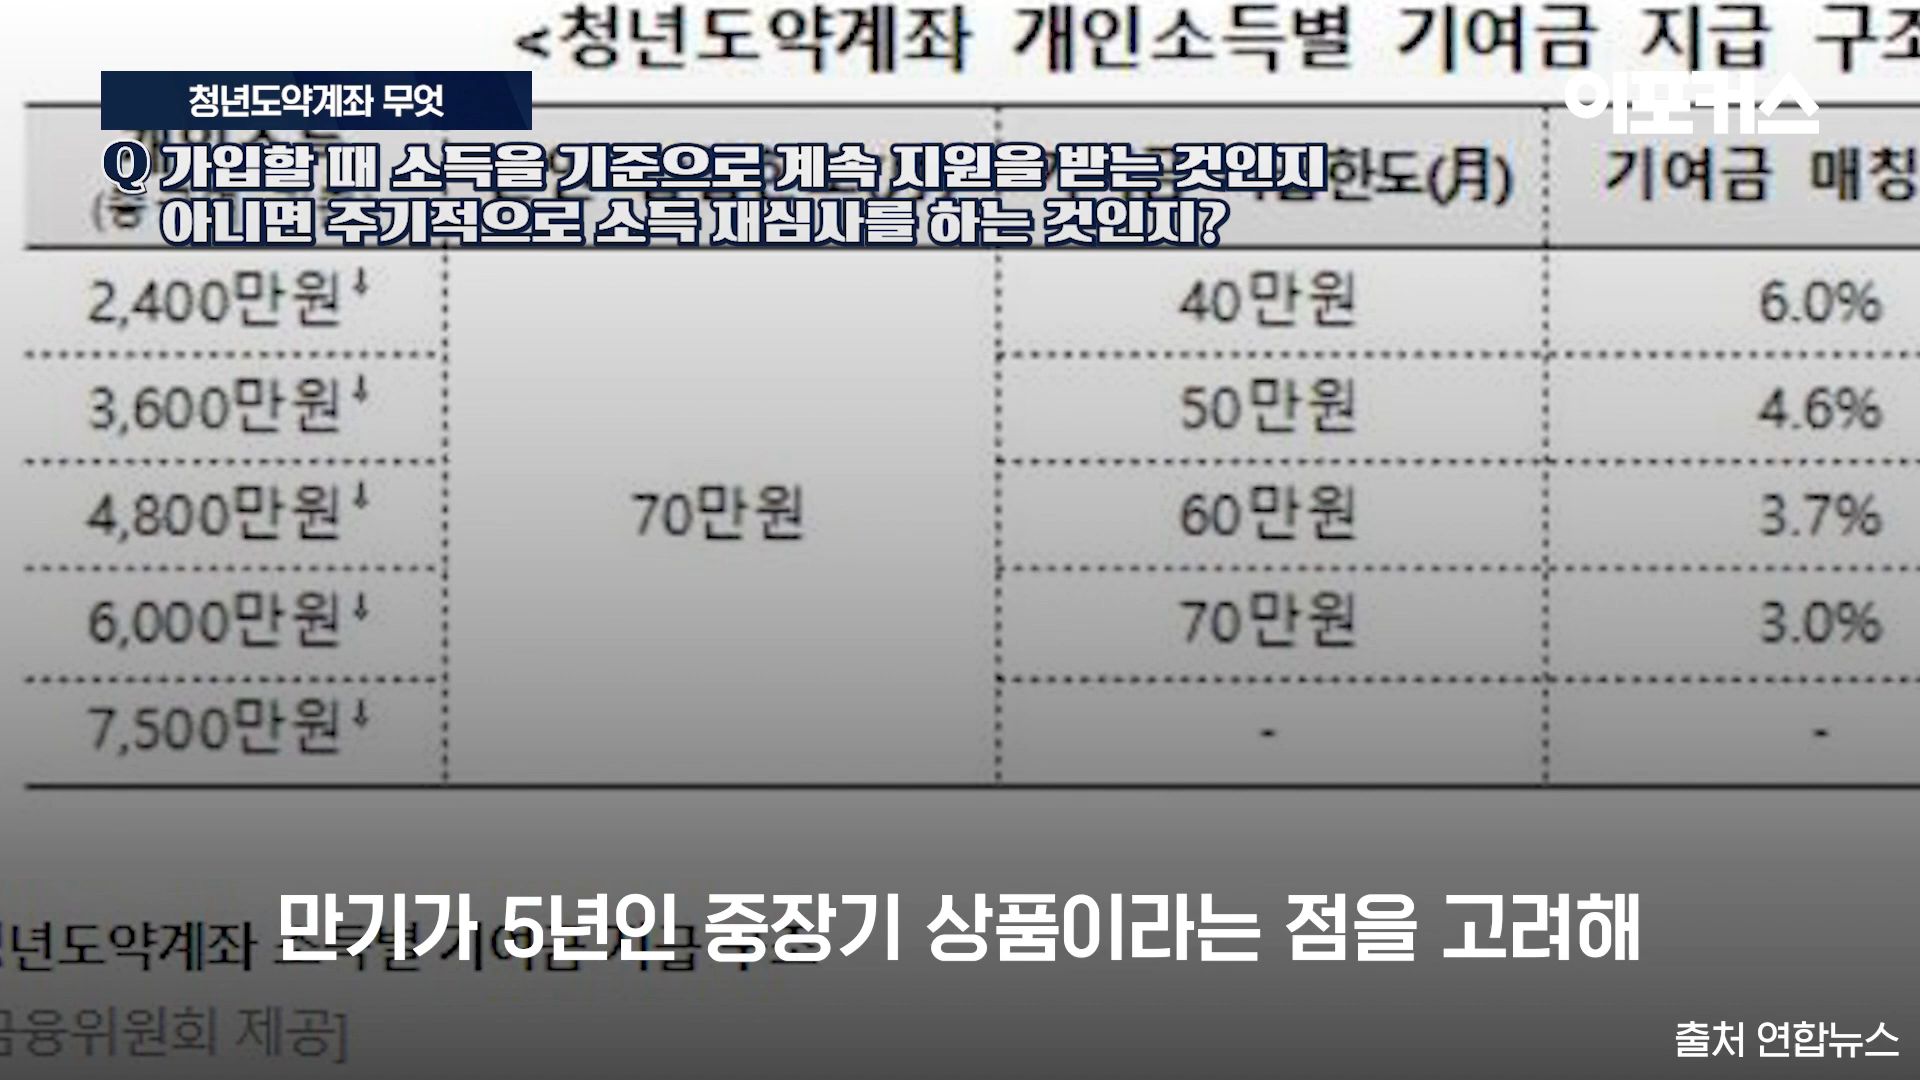 <청년도약계좌 개인소득별 기여금 지급 구조
이포커스
청년도약계좌 무엇
Q 가입할 때 소득을 기준으로 계속 지원을 받는 것인지
아니면 주기적으로 소득 재심사를 하는 것인지?
한도(月) 기여금 매칭
2,400만원↓ 40만원 6.0%
3,600만원↓ 50만원 4.6%
4,800만원↓ 70만원 60만원 3.7%
6,000만원↓ 70만원 3.0%
7,500만원↓ - -
만기가 5년인 중장기 상품이라는 점을 고려해
년도약계좌
금융위원회 제공]
출처 연합뉴스